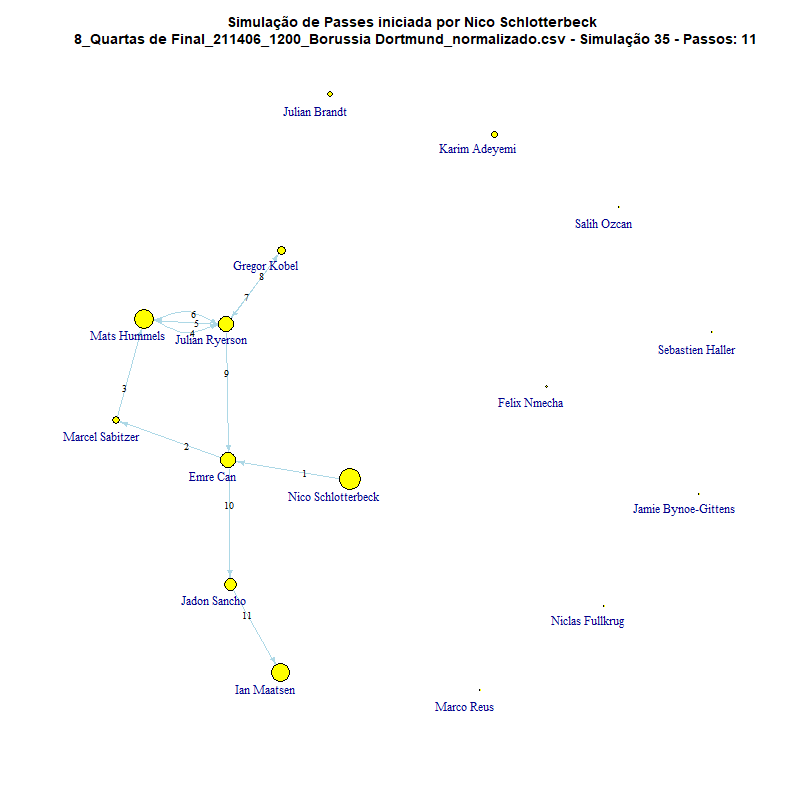 Simulação de Passes iniciada por Nico Schlotterbeck
8_Quartas de Final_211406_1200_Borussia Dortmund_normalizado.csv - Simulação 35 - Passos: 11
Julian Brandt
Karim Adeyemi
Salih Ozcan
Gregor Kobel
8
7
6
5
4
Mats Hummels
Julian Ryerson
Sebastien Haller
9
3
Felix Nmecha
Marcel Sabitzer
2
Emre Can
1
Nico Schlotterbeck
10
Jamie Bynoe-Gittens
Jadon Sancho
11
Niclas Fullkrug
Ian Maatsen
Marco Reus